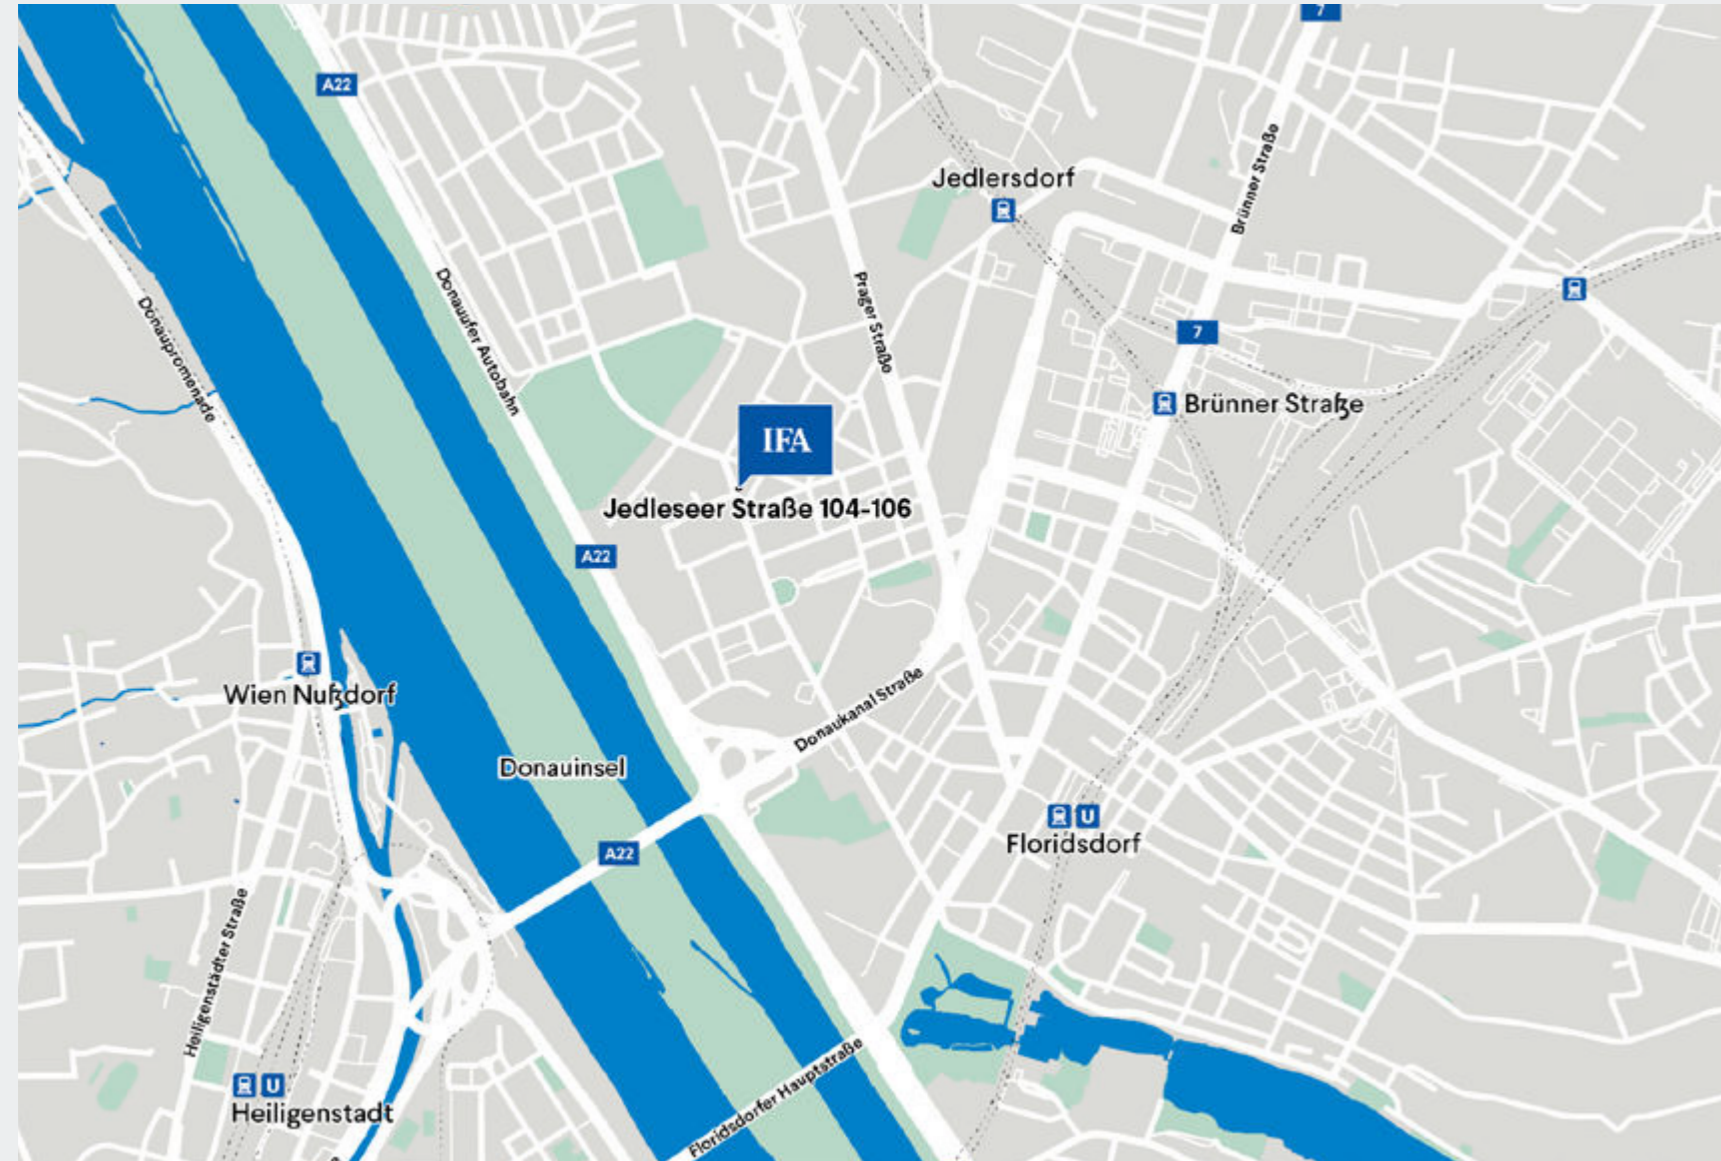 7
A22
Jedlersdorf
Brünner Straße
Donauufer Autobahn
Donaupromenade
Prager Straße
7
Brünner Straße
IFA
Jedleseer Straße 104-106
A22
Wien Nußdorf
Donaukanal Straße
Donauinsel
U
Floridsdorf
A22
Heiligenstädter Straße
Floridsdorfer Hauptstraße
U
Heiligenstadt